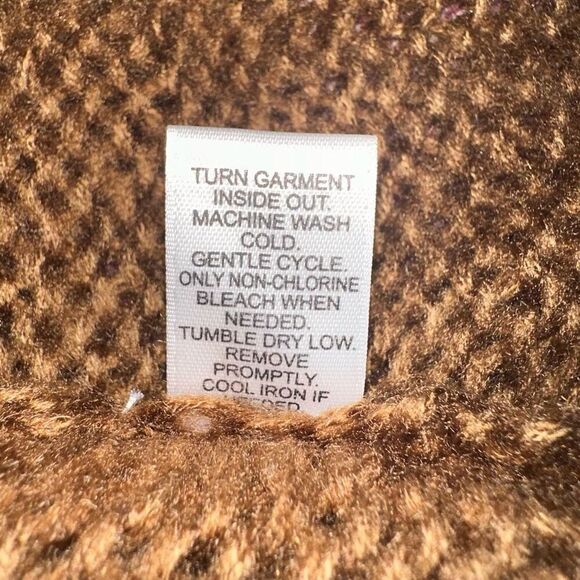 TURN GARMENT
INSIDE OUT.
MACHINE WASH
COLD.
GENTLE CYCLE.
ONLY NON-CHLORINE
BLEACH WHEN
NEEDED.
TUMBLE DRY LOW.
REMOVE
PROMPTLY.
COOL IRON IF
NEEDED